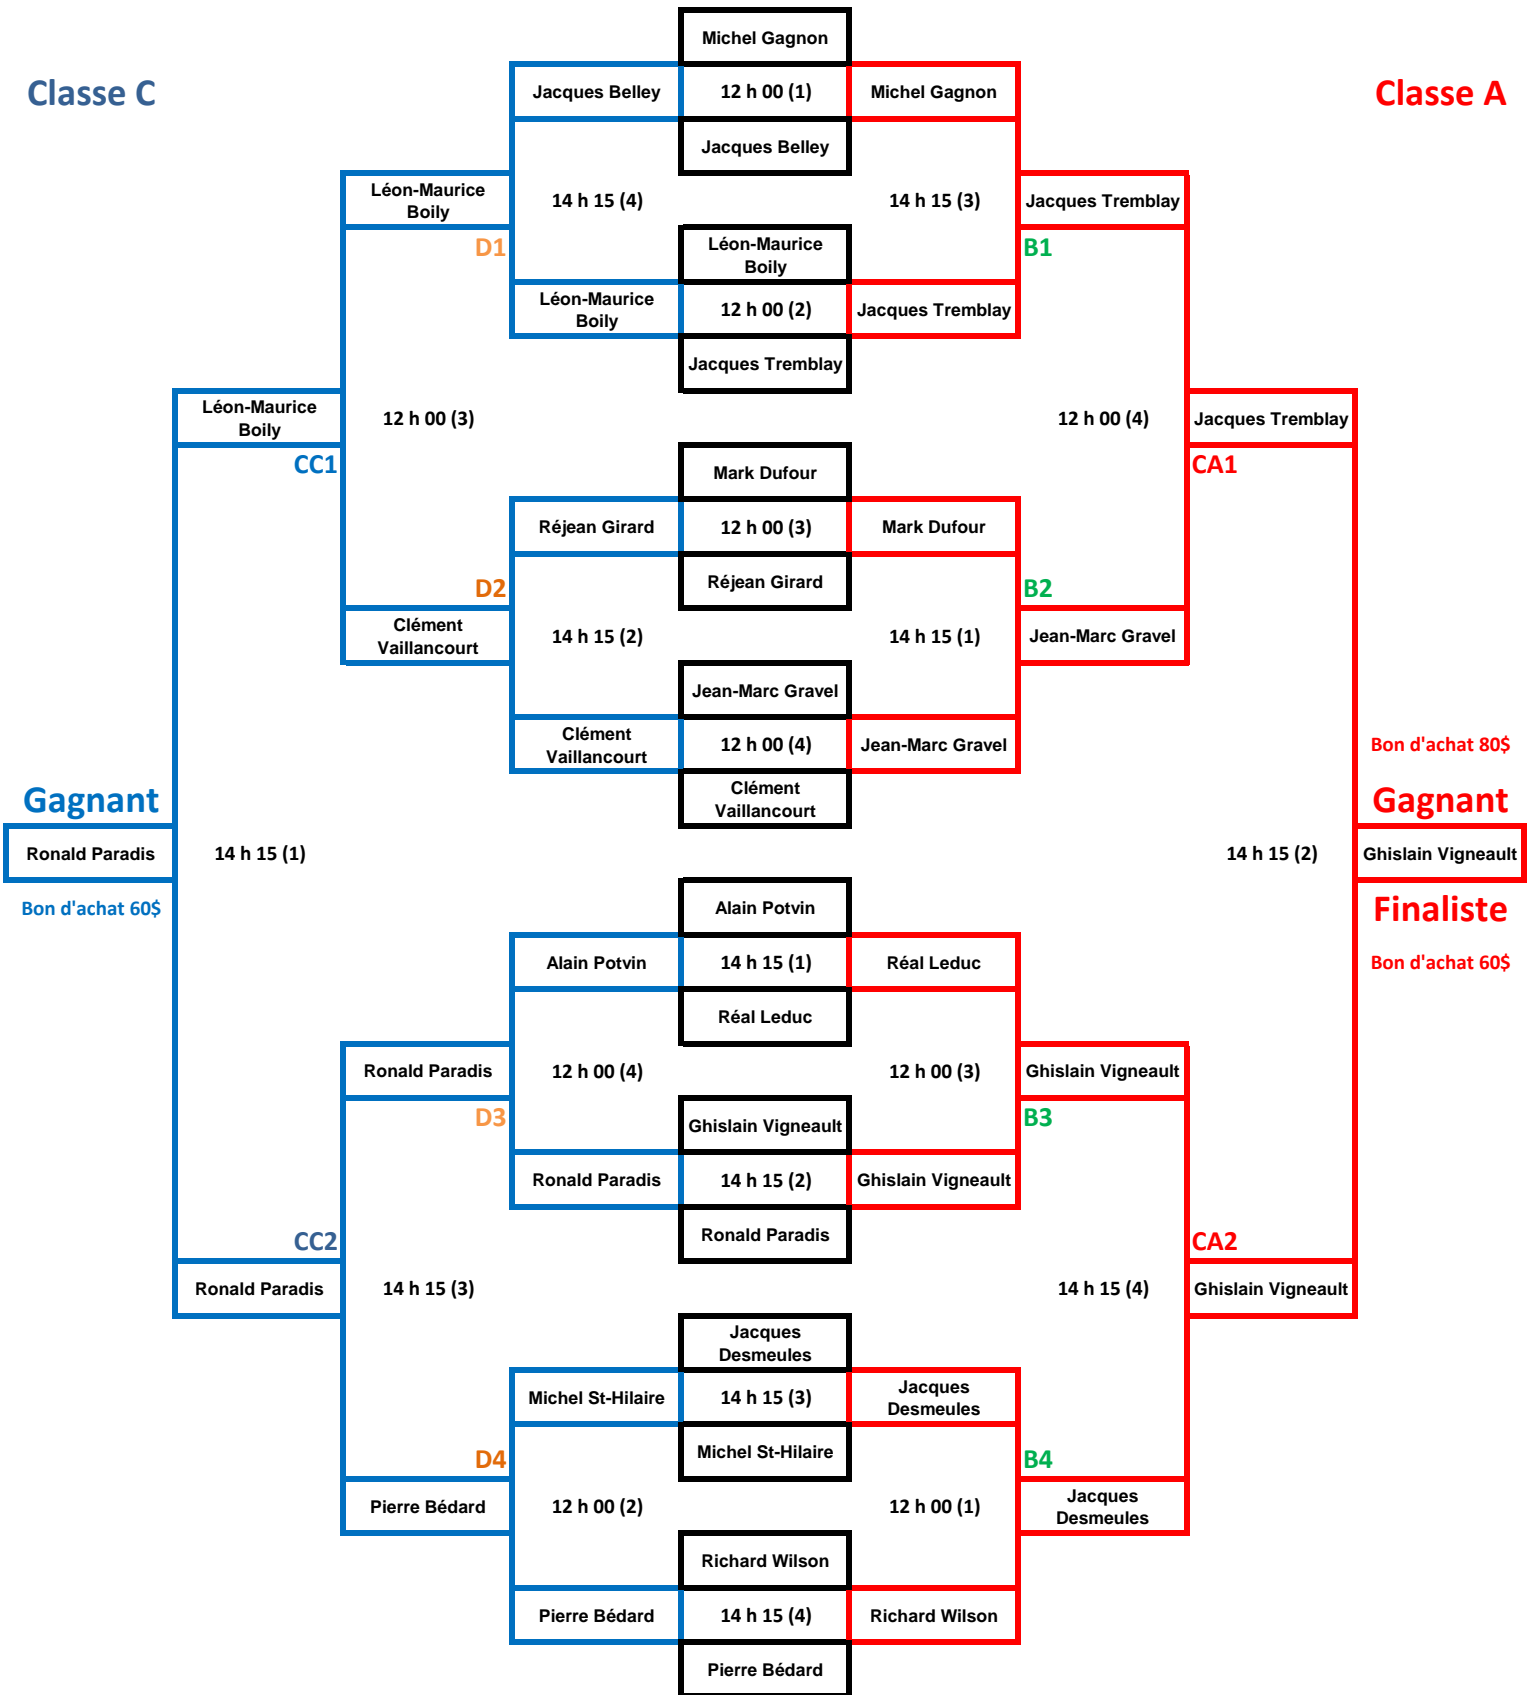 Michel Gagnon
Classe C
Jacques Belley
12 h 00 (1)
Michel Gagnon
Classe A
Jacques Belley
Léon-Maurice
Boily
14 h 15 (4)
14 h 15 (3)
Jacques Tremblay
D1
Léon-Maurice
Boily
B1
Léon-Maurice
Boily
12 h 00 (2)
Jacques Tremblay
Jacques Tremblay
Léon-Maurice
Boily
12 h 00 (3)
12 h 00 (4)
Jacques Tremblay
CC1
Mark Dufour
CA1
Réjean Girard
12 h 00 (3)
Mark Dufour
D2
Réjean Girard
B2
Clément
Vaillancourt
14 h 15 (2)
14 h 15 (1)
Jean-Marc Gravel
Jean-Marc Gravel
Clément
Vaillancourt
12 h 00 (4)
Jean-Marc Gravel
Bon d'achat 80$
Gagnant
Clément
Vaillancourt
Gagnant
Ronald Paradis
14 h 15 (1)
14 h 15 (2)
Ghislain Vigneault
Bon d'achat 60$
Alain Potvin
Finaliste
Alain Potvin
14 h 15 (1)
Réal Leduc
Bon d'achat 60$
Réal Leduc
Ronald Paradis
12 h 00 (4)
12 h 00 (3)
Ghislain Vigneault
D3
Ghislain Vigneault
B3
Ronald Paradis
14 h 15 (2)
Ghislain Vigneault
CC2
Ronald Paradis
CA2
Ronald Paradis
14 h 15 (3)
14 h 15 (4)
Ghislain Vigneault
Jacques
Desmeules
Michel St-Hilaire
14 h 15 (3)
Jacques
Desmeules
D4
Michel St-Hilaire
B4
Pierre Bédard
12 h 00 (2)
12 h 00 (1)
Jacques
Desmeules
Richard Wilson
Pierre Bédard
14 h 15 (4)
Richard Wilson
Pierre Bédard